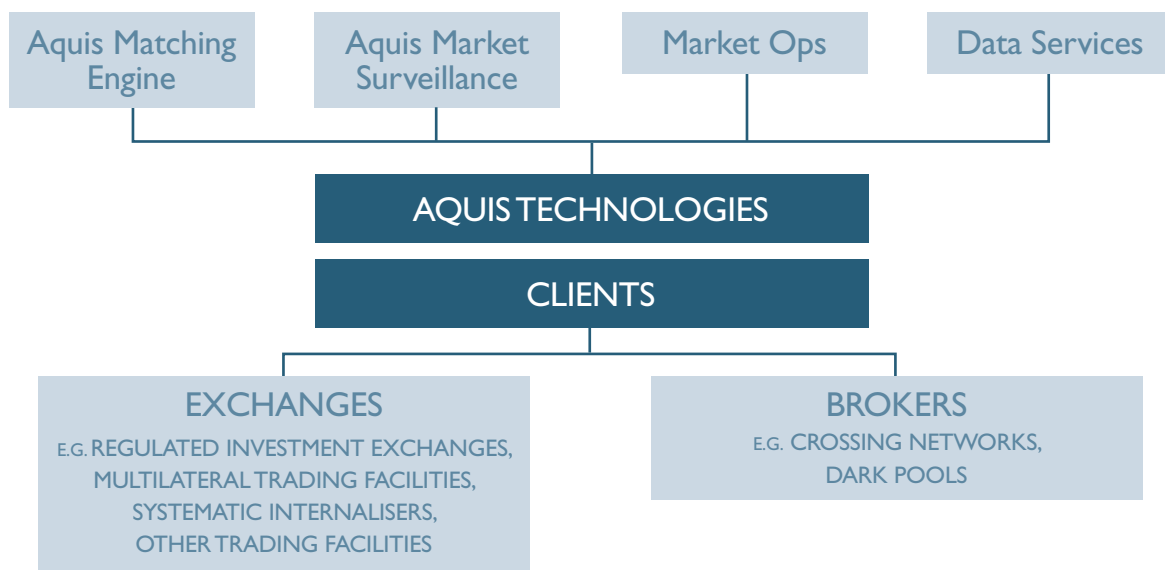 Aquis Matching
Engine
Aquis Market
Surveillance
Market Ops
Data Services
AQUIS TECHNOLOGIES
CLIENTS
EXCHANGES
E.G. REGULATED INVESTMENT EXCHANGES,
MULTILATERAL TRADING FACILITIES,
SYSTEMATIC INTERNALISERS,
OTHER TRADING FACILITIES
BROKERS
E.G. CROSSING NETWORKS,
DARK POOLS